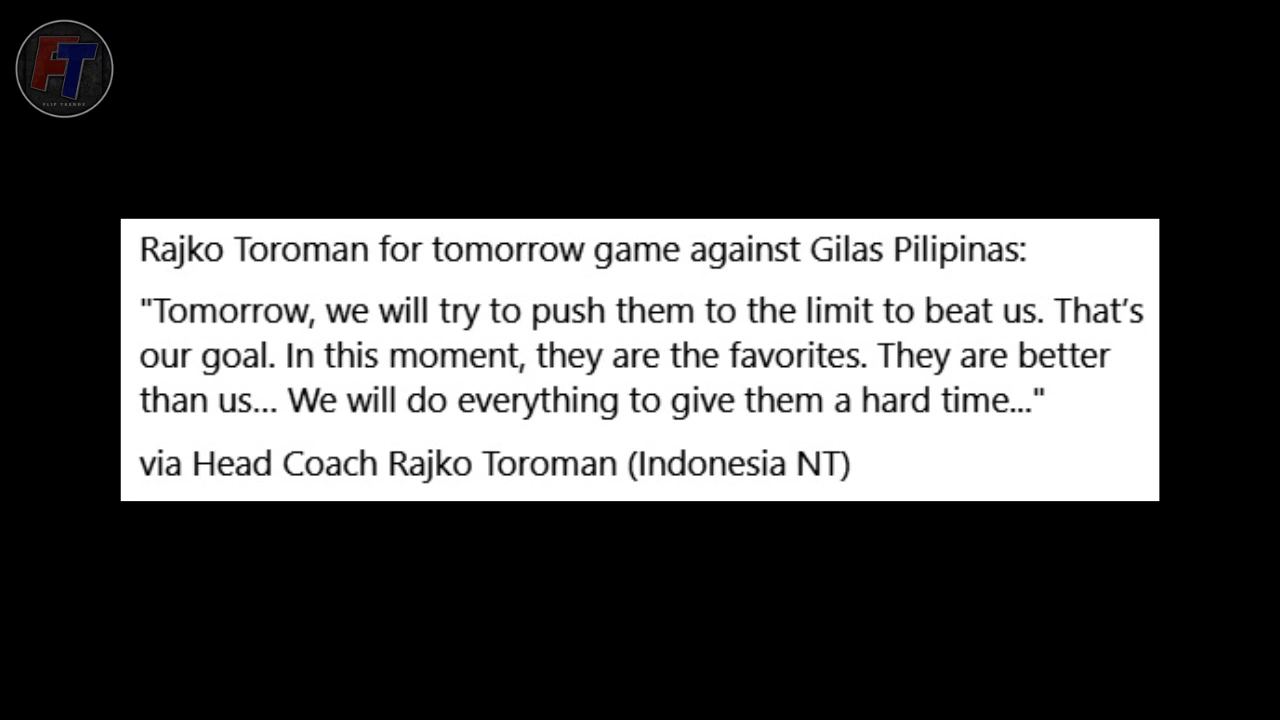 FT
FLIP TRENDZ
Rajko Toroman for tomorrow game against Gilas Pilipinas:
"Tomorrow, we will try to push them to the limit to beat us. That’s
our goal. In this moment, they are the favorites. They are better
than us... We will do everything to give them a hard time..."
via Head Coach Rajko Toroman (Indonesia NT)